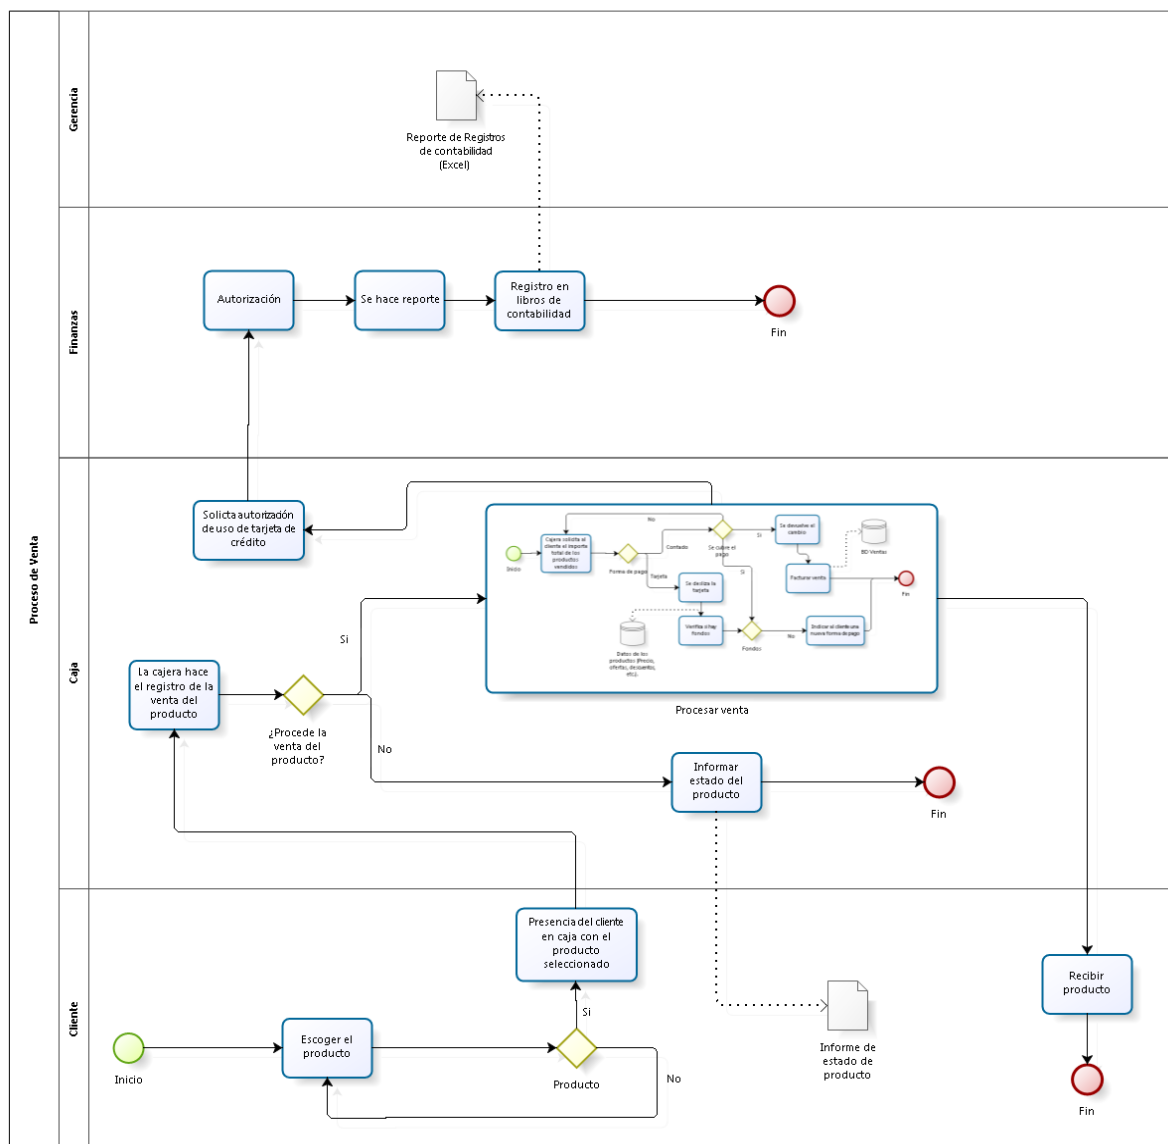 Proceso de Venta
Gerencia
Reporte de Registros
de contabilidad
(Excel)
Finanzas
Autorización
Se hace reporte
Registro en
libros de
contabilidad
Fin
Caja
Solicta autorización
de uso de tarjeta de
crédito
Inicio
Cajera solicita al
cliente el importe
total de los
productos
vendidos
Forma de pago
No
Contado
Tarjeta
Se cubre el
pago
Si
Si
Se devuelve el
cambio
BD Ventas
Facturar venta
Fin
Se desliza la
tarjeta
Verifica si hay
fondos
Fondos
No
Indicar el cliente una
nueva forma de pago
Datos de los
productos (Precio,
ofertas, descuentos,
etc).
Procesar venta
La cajera hace
el registro de la
venta del
producto
¿Procede la
venta del
producto?
Si
No
Informar
estado del
producto
Fin
Cliente
Presencia del cliente
en caja con el
producto
seleccionado
Si
Inicio
Escoger el
producto
Producto
No
Informe de
estado de
producto
Recibir
producto
Fin